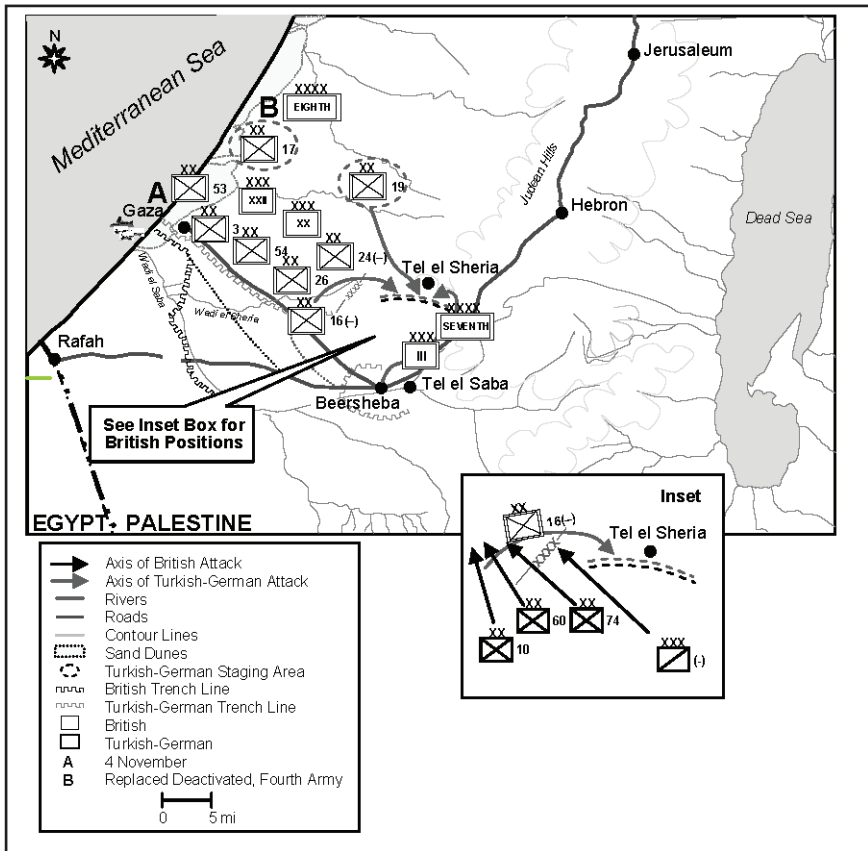 N
Mediterranean Sea
Jerusaleum
B
XXXX
EIGHTH
XX
17
A
XX
53
XX
19
Gaza
XXX
XXII
XXX
XX
Judean Hills
Hebron
Dead Sea
XX
3
XX
54
XX
24(–)
XX
26
Tel el Sheria
Wadi el Saba
Wadi el Sheria
XX
16(–)
XXXX
XXXX
SEVENTH
XXX
III
Rafah
Beersheba
Tel el Saba
See Inset Box for
British Positions
EGYPT
PALESTINE
Inset
XX
16(–)
Tel el Sheria
XXXX
XX
60
XX
74
XX
10
XXX
(-)
Axis of British Attack
Axis of Turkish-German Attack
Rivers
Roads
Contour Lines
Sand Dunes
Turkish-German Staging Area
British Trench Line
Turkish-German Trench Line
British
Turkish-German
A 4 November
B Replaced Deactivated, Fourth Army
0 5 mi